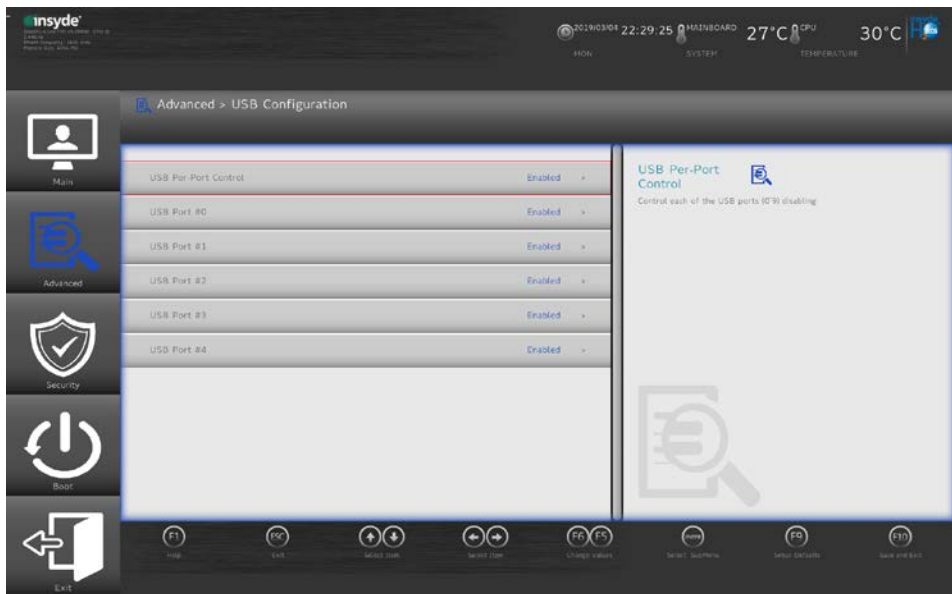 insyde
2019/03/04 22:29:25
MON
MAINBOARD
27°C
CPU
30°C
SYSTEM
TEMPERATURE
Advanced > USB Configuration
Main
Advanced
Security
Boot
Exit
USB Per-Port Control Enabled
USB Port #0 Enabled
USB Port #1 Enabled
USB Port #2 Enabled
USB Port #3 Enabled
USB Port #4 Enabled
USB Per-Port
Control
Control each of the USB ports (0~9) disabling
F1
Help
ESC
Exit
Select Item
Select Item
F6 F5
Change Values
Enter
Select SubMenu
F9
Setup Defaults
F10
Save and Exit